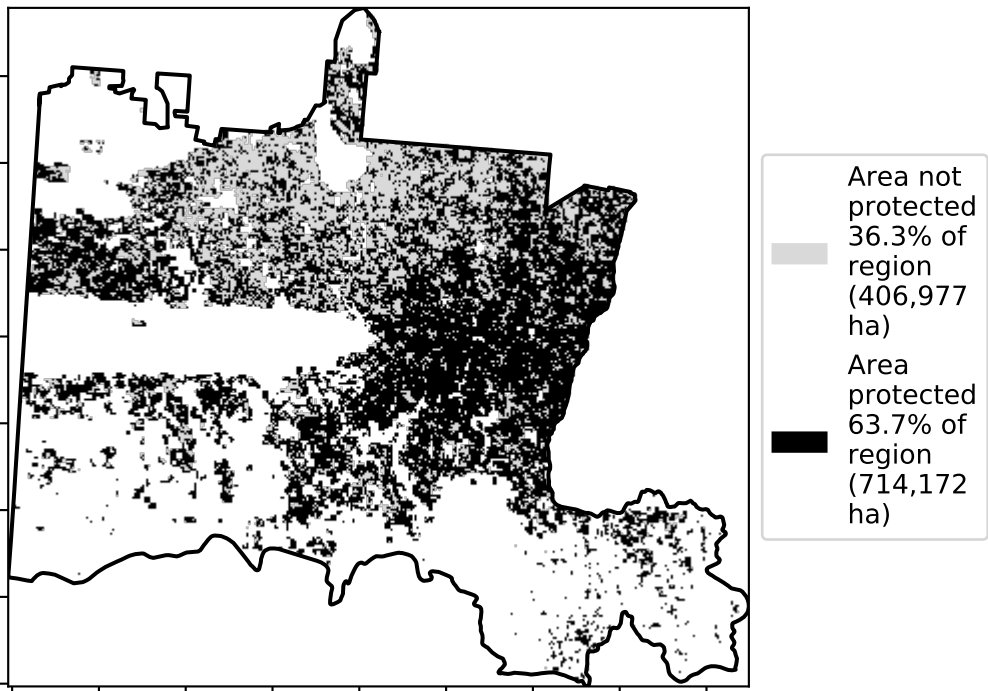 Area not
protected
36.3% of
region
(406,977
ha)
Area
protected
63.7% of
region
(714,172
ha)